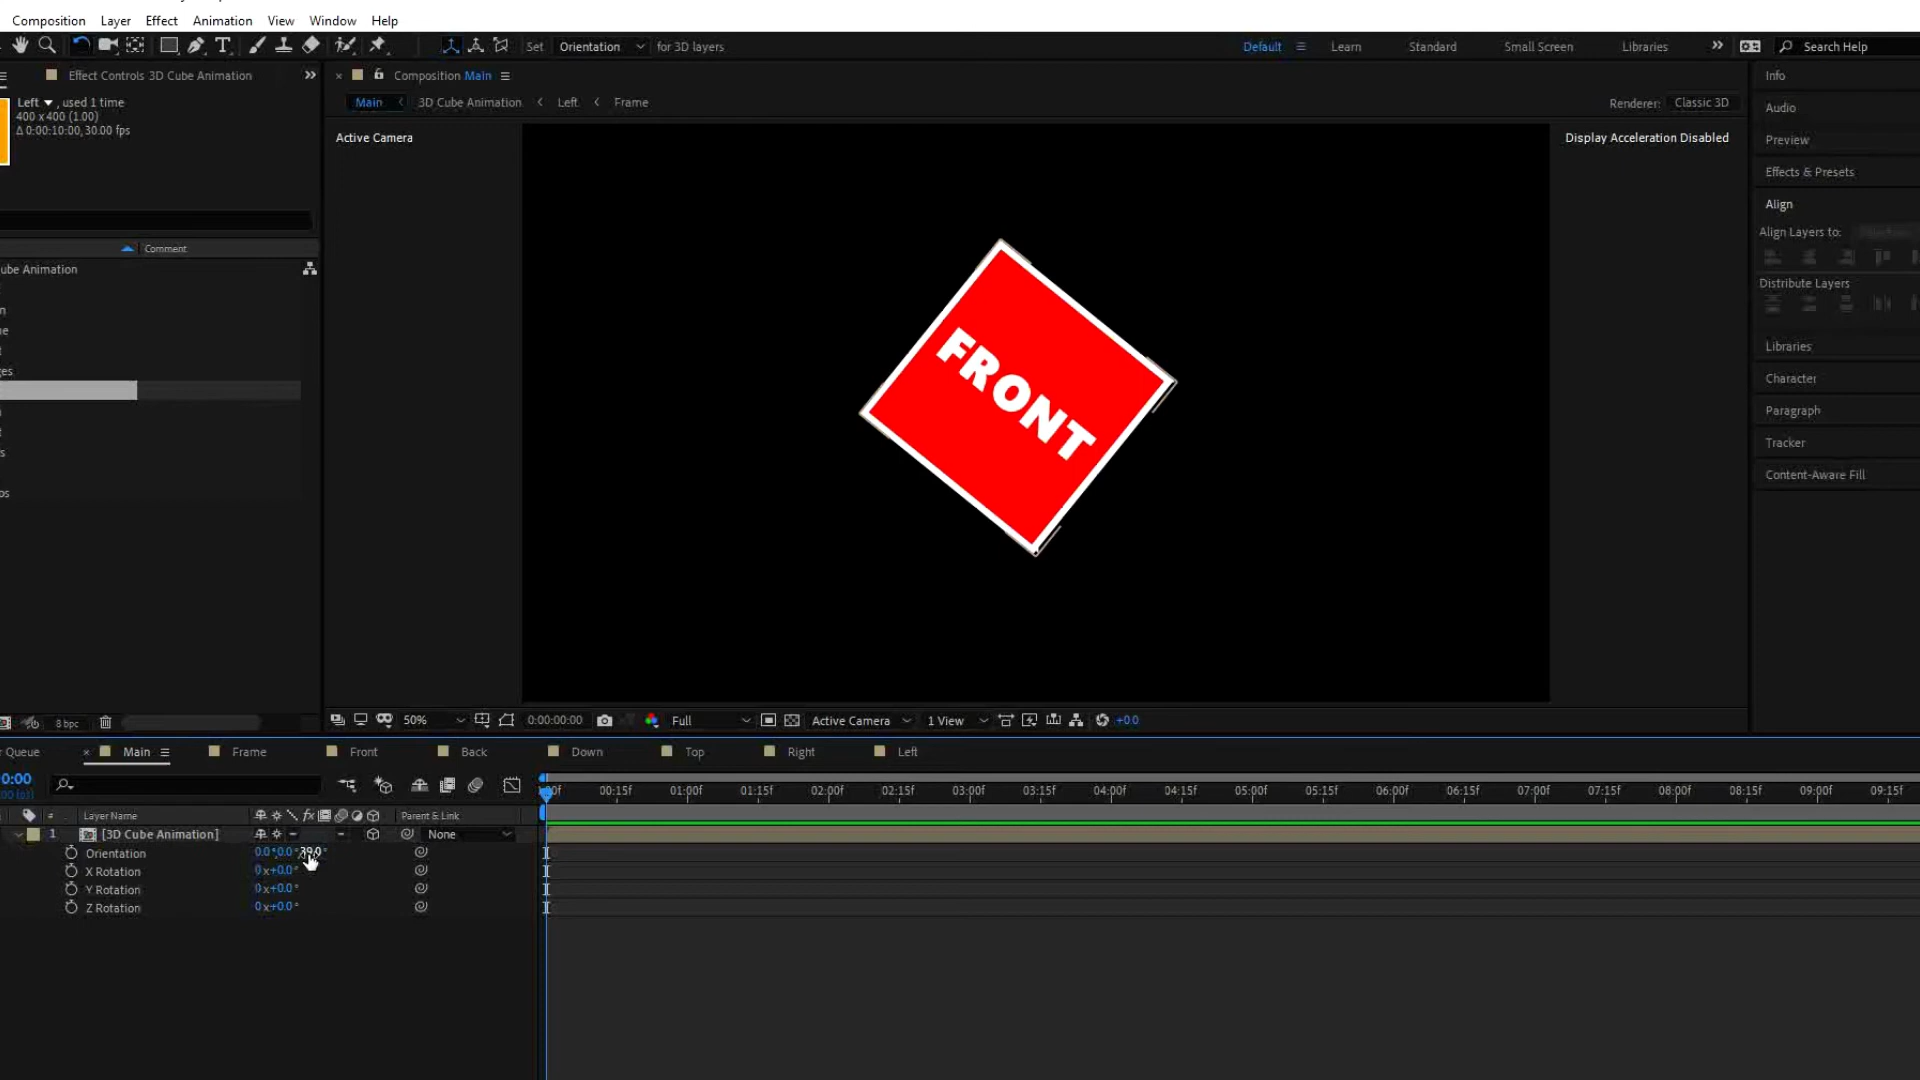 Composition Layer Effect Animation View Window Help
Set Orientation for 3D layers Default Learn Standard Small Screen Libraries Search Help
Effect Controls 3D Cube Animation
Left , used 1 time
400 x 400 (1.00)
Δ 0:00:10:00, 30.00 fps
Comment
ube Animation
Composition Main
Main 3D Cube Animation Left Frame
Renderer: Classic 3D
Active Camera
Display Acceleration Disabled
FRONT
Info
Audio
Preview
Effects & Presets
Align
Align Layers to:
Distribute Layers
Libraries
Character
Paragraph
Tracker
Content-Aware Fill
8 bpc
50% 0:00:00:00 Full Active Camera 1 View +0.0
Queue Main Frame Front Back Down Top Right Left
0:00
00:15f 01:00f 01:15f 02:00f 02:15f 03:00f 03:15f 04:00f 04:15f 05:00f 05:15f 06:00f 06:15f 07:00f 07:15f 08:00f 08:15f 09:00f 09:15f
# Layer Name Parent & Link
1 [3D Cube Animation] None
Orientation 0.0°,0.0°
X Rotation 0x+0.0°
Y Rotation 0x+0.0°
Z Rotation 0x+0.0°